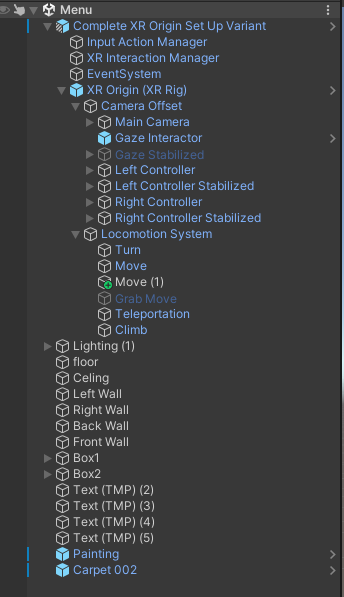 Menu
Complete XR Origin Set Up Variant
Input Action Manager
XR Interaction Manager
EventSystem
XR Origin (XR Rig)
Camera Offset
Main Camera
Gaze Interactor
Gaze Stabilized
Left Controller
Left Controller Stabilized
Right Controller
Right Controller Stabilized
Locomotion System
Turn
Move
Move (1)
Grab Move
Teleportation
Climb
Lighting (1)
floor
Celing
Left Wall
Right Wall
Back Wall
Front Wall
Box1
Box2
Text (TMP) (2)
Text (TMP) (3)
Text (TMP) (4)
Text (TMP) (5)
Painting
Carpet 002